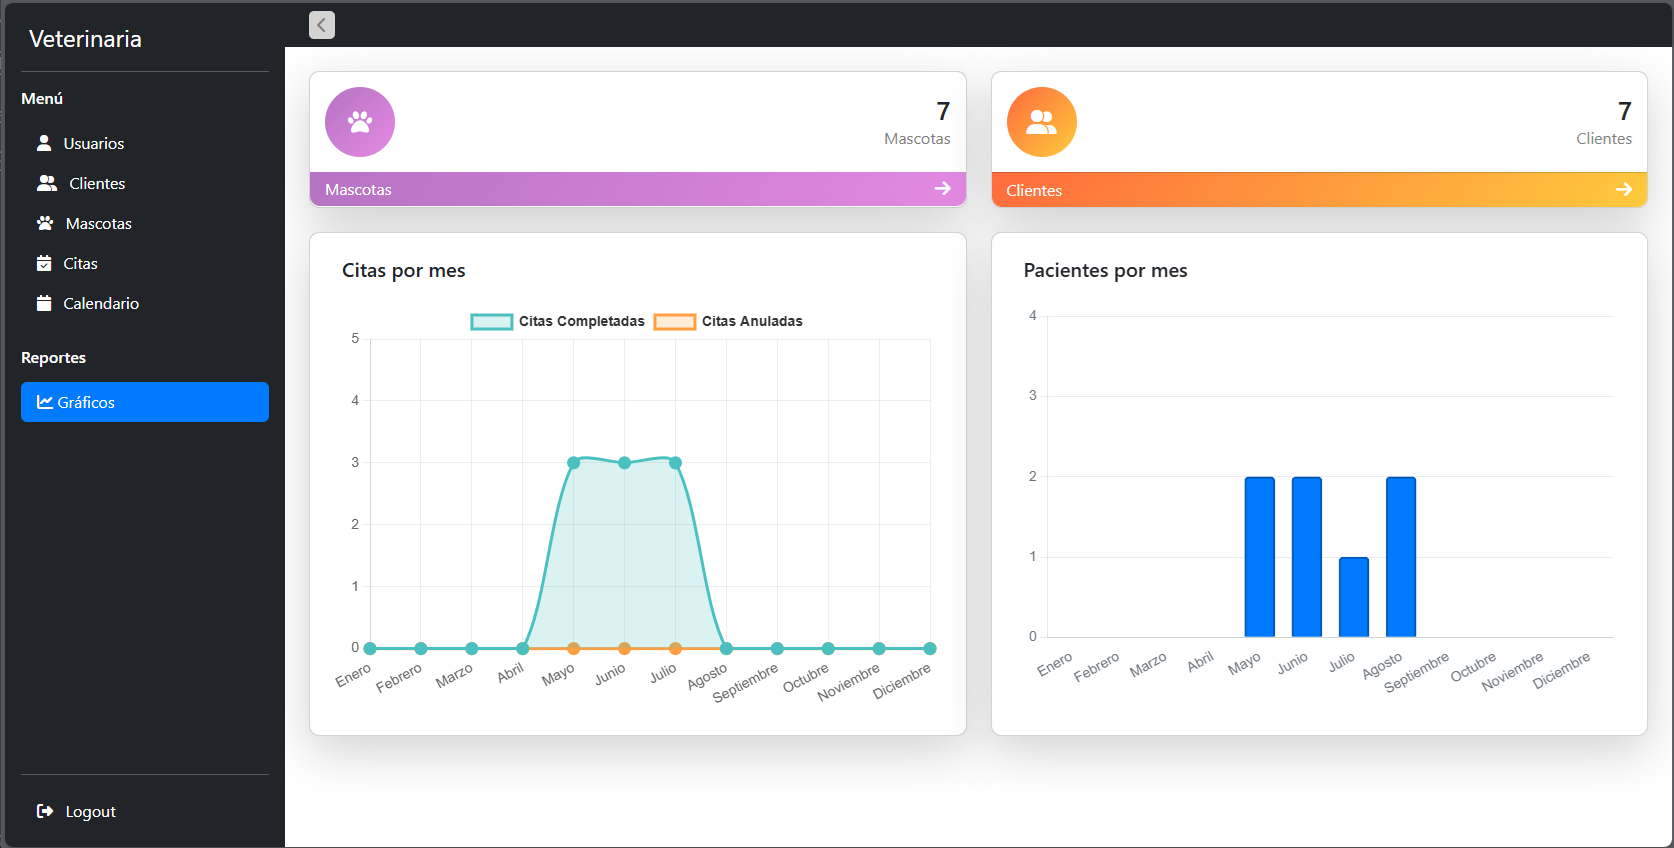 Veterinaria
Menú
Usuarios
Clientes
Mascotas
Citas
Calendario
Reportes
Gráficos
Logout
7
Mascotas
Mascotas
7
Clientes
Clientes
Citas por mes
Citas Completadas
Citas Anuladas
5
4
3
2
1
0
Enero
Febrero
Marzo
Abril
Mayo
Junio
Julio
Agosto
Septiembre
Octubre
Noviembre
Diciembre
Pacientes por mes
4
3
2
1
0
Enero
Febrero
Marzo
Abril
Mayo
Junio
Julio
Agosto
Septiembre
Octubre
Noviembre
Diciembre